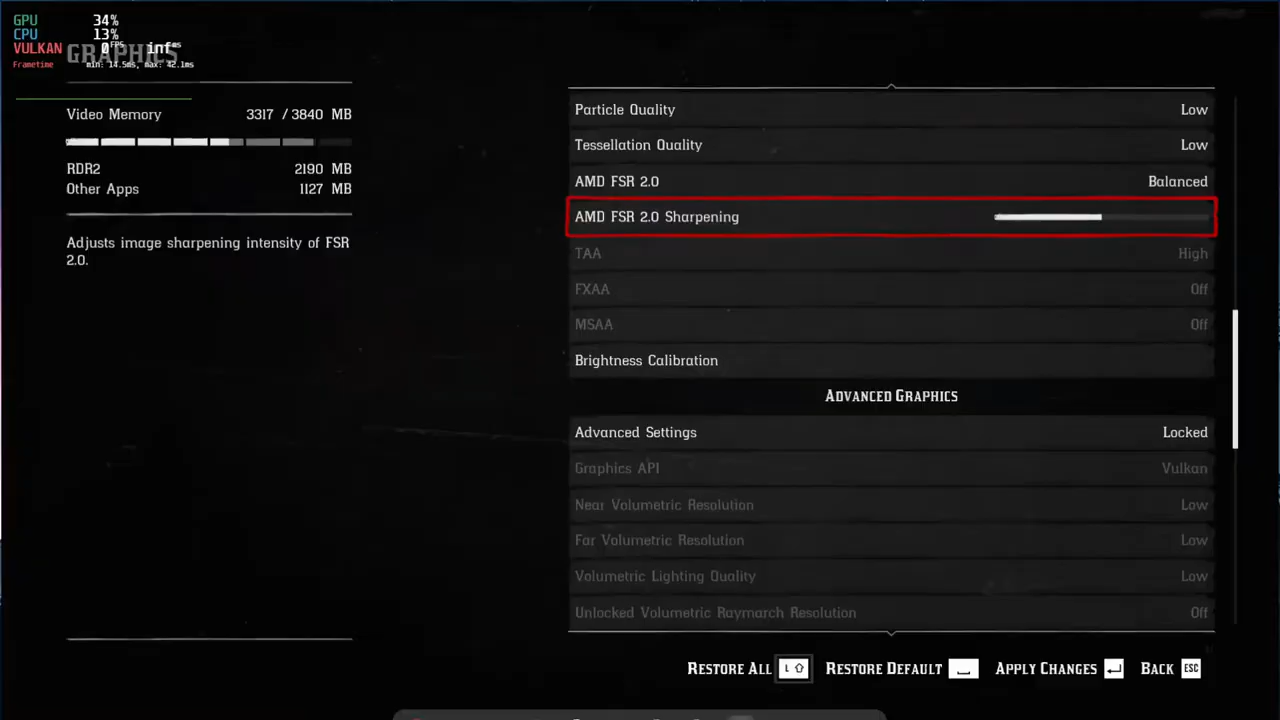 GPU 34%
CPU 13%
VULKAN 0 FPS inf ms
Frametime min: 14.5ms, max: 42.1ms
GRAPHICS
Video Memory 3317 / 3840 MB
RDR2 2190 MB
Other Apps 1127 MB
Adjusts image sharpening intensity of FSR
2.0.
Particle Quality Low
Tessellation Quality Low
AMD FSR 2.0 Balanced
AMD FSR 2.0 Sharpening
TAA High
FXAA Off
MSAA Off
Brightness Calibration
ADVANCED GRAPHICS
Advanced Settings Locked
Graphics API Vulkan
Near Volumetric Resolution Low
Far Volumetric Resolution Low
Volumetric Lighting Quality Low
Unlocked Volumetric Raymarch Resolution Off
RESTORE ALL L ⇧ RESTORE DEFAULT ⎵ APPLY CHANGES ↵ BACK ESC